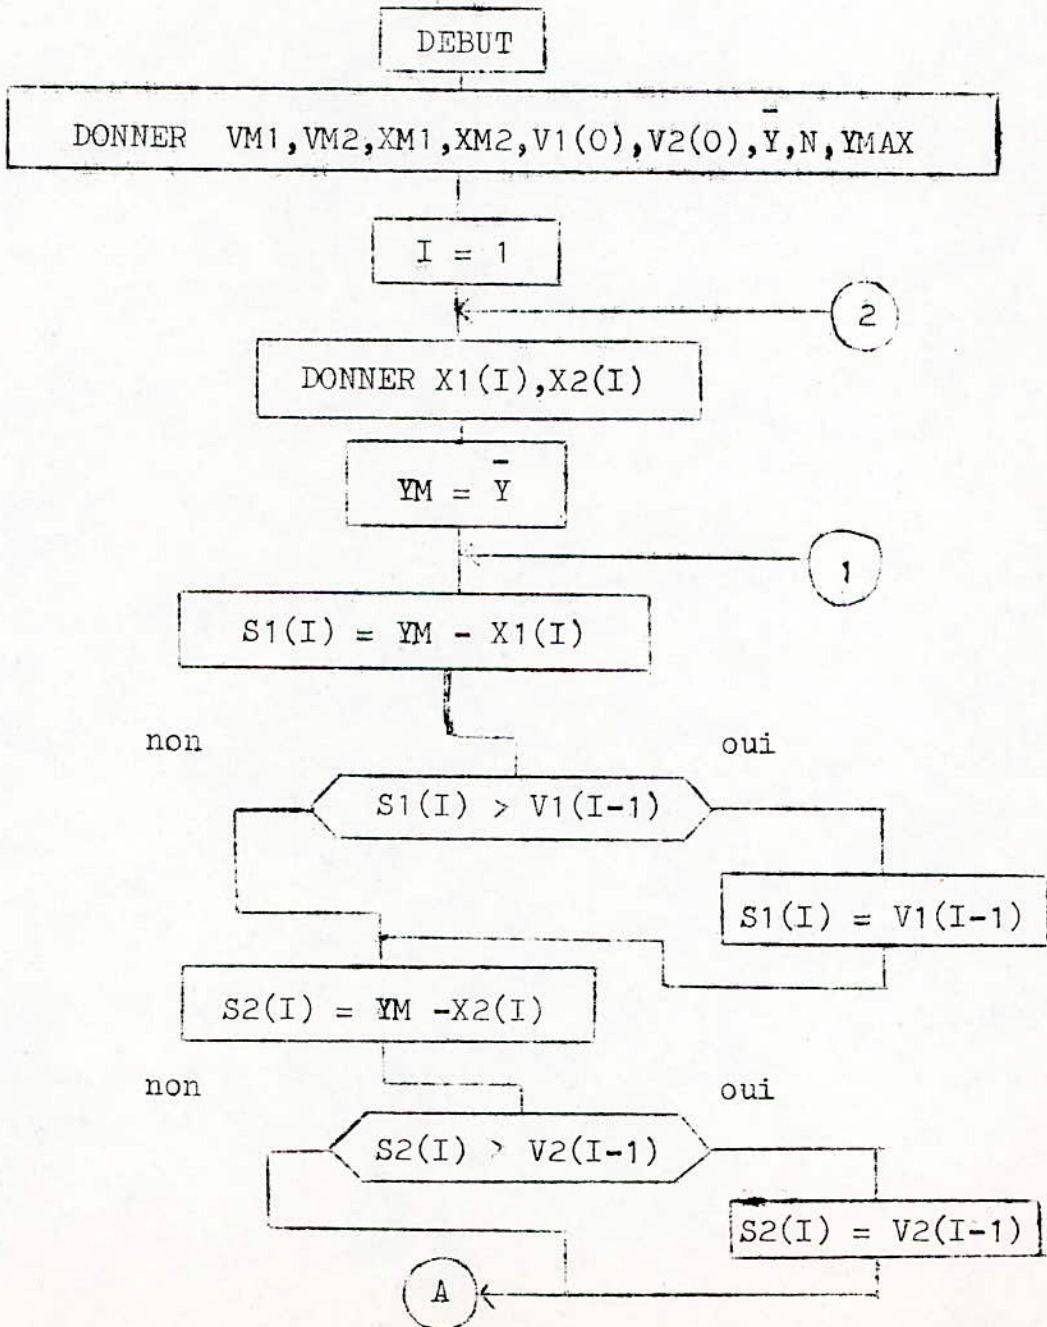 DEBUT
DONNER VM1,VM2,XM1,XM2,V1(0),V2(0),Y̅,N,YMAX
I = 1
2
DONNER X1(I),X2(I)
YM = Y̅
1
S1(I) = YM - X1(I)
non oui
S1(I) > V1(I-1)
S1(I) = V1(I-1)
S2(I) = YM -X2(I)
non oui
S2(I) > V2(I-1)
S2(I) = V2(I-1)
A